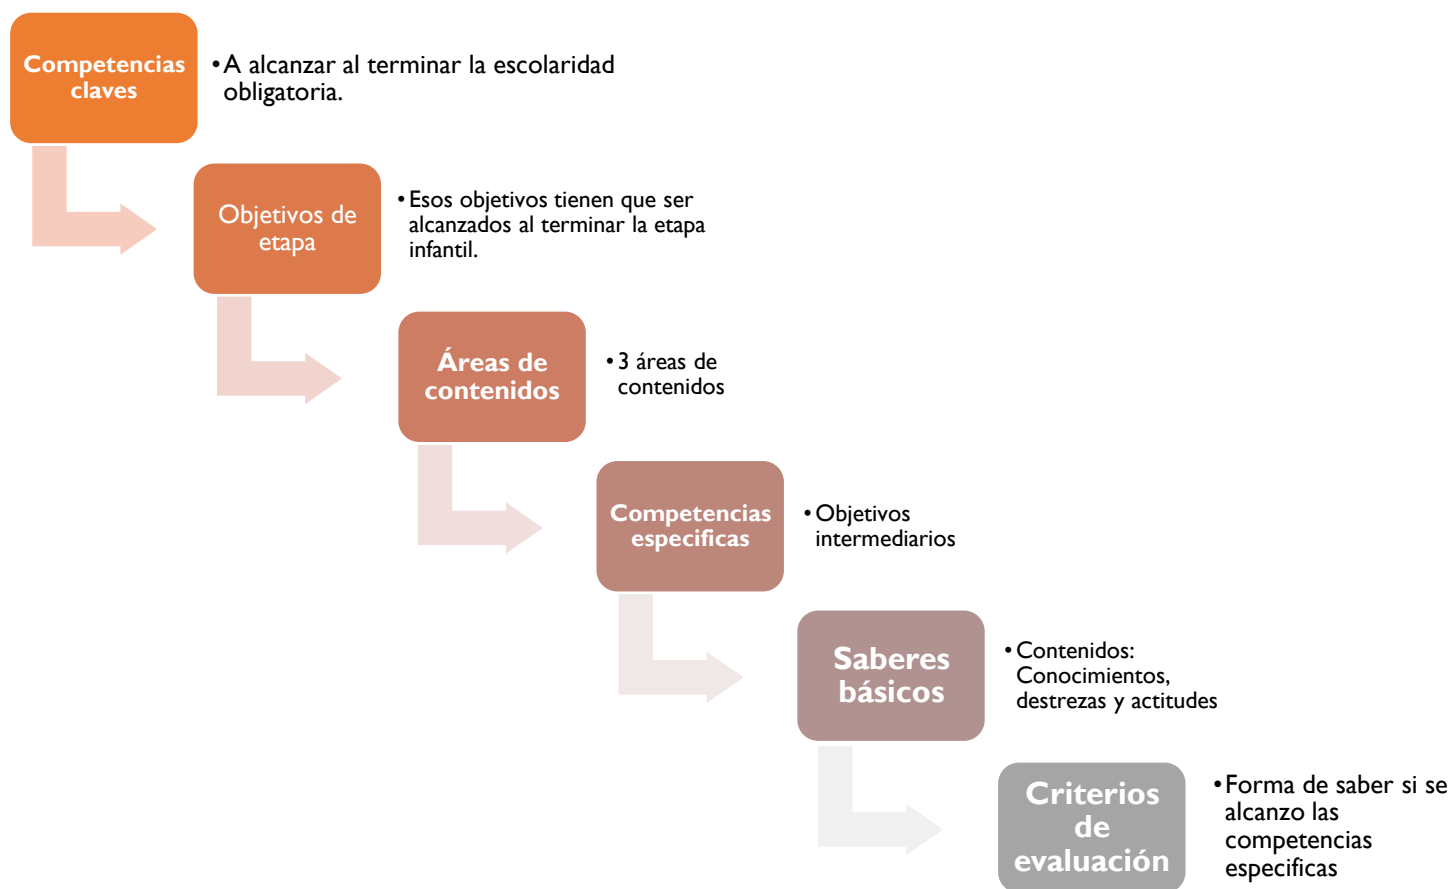 Competencias
claves
•A alcanzar al terminar la escolaridad
obligatoria.
Objetivos de
etapa
•Esos objetivos tienen que ser
alcanzados al terminar la etapa
infantil.
Áreas de
contenidos
•3 áreas de
contenidos
Competencias
especificas
•Objetivos
intermediarios
Saberes
básicos
•Contenidos:
Conocimientos,
destrezas y actitudes
Criterios
de
evaluación
•Forma de saber si se
alcanzo las
competencias
especificas